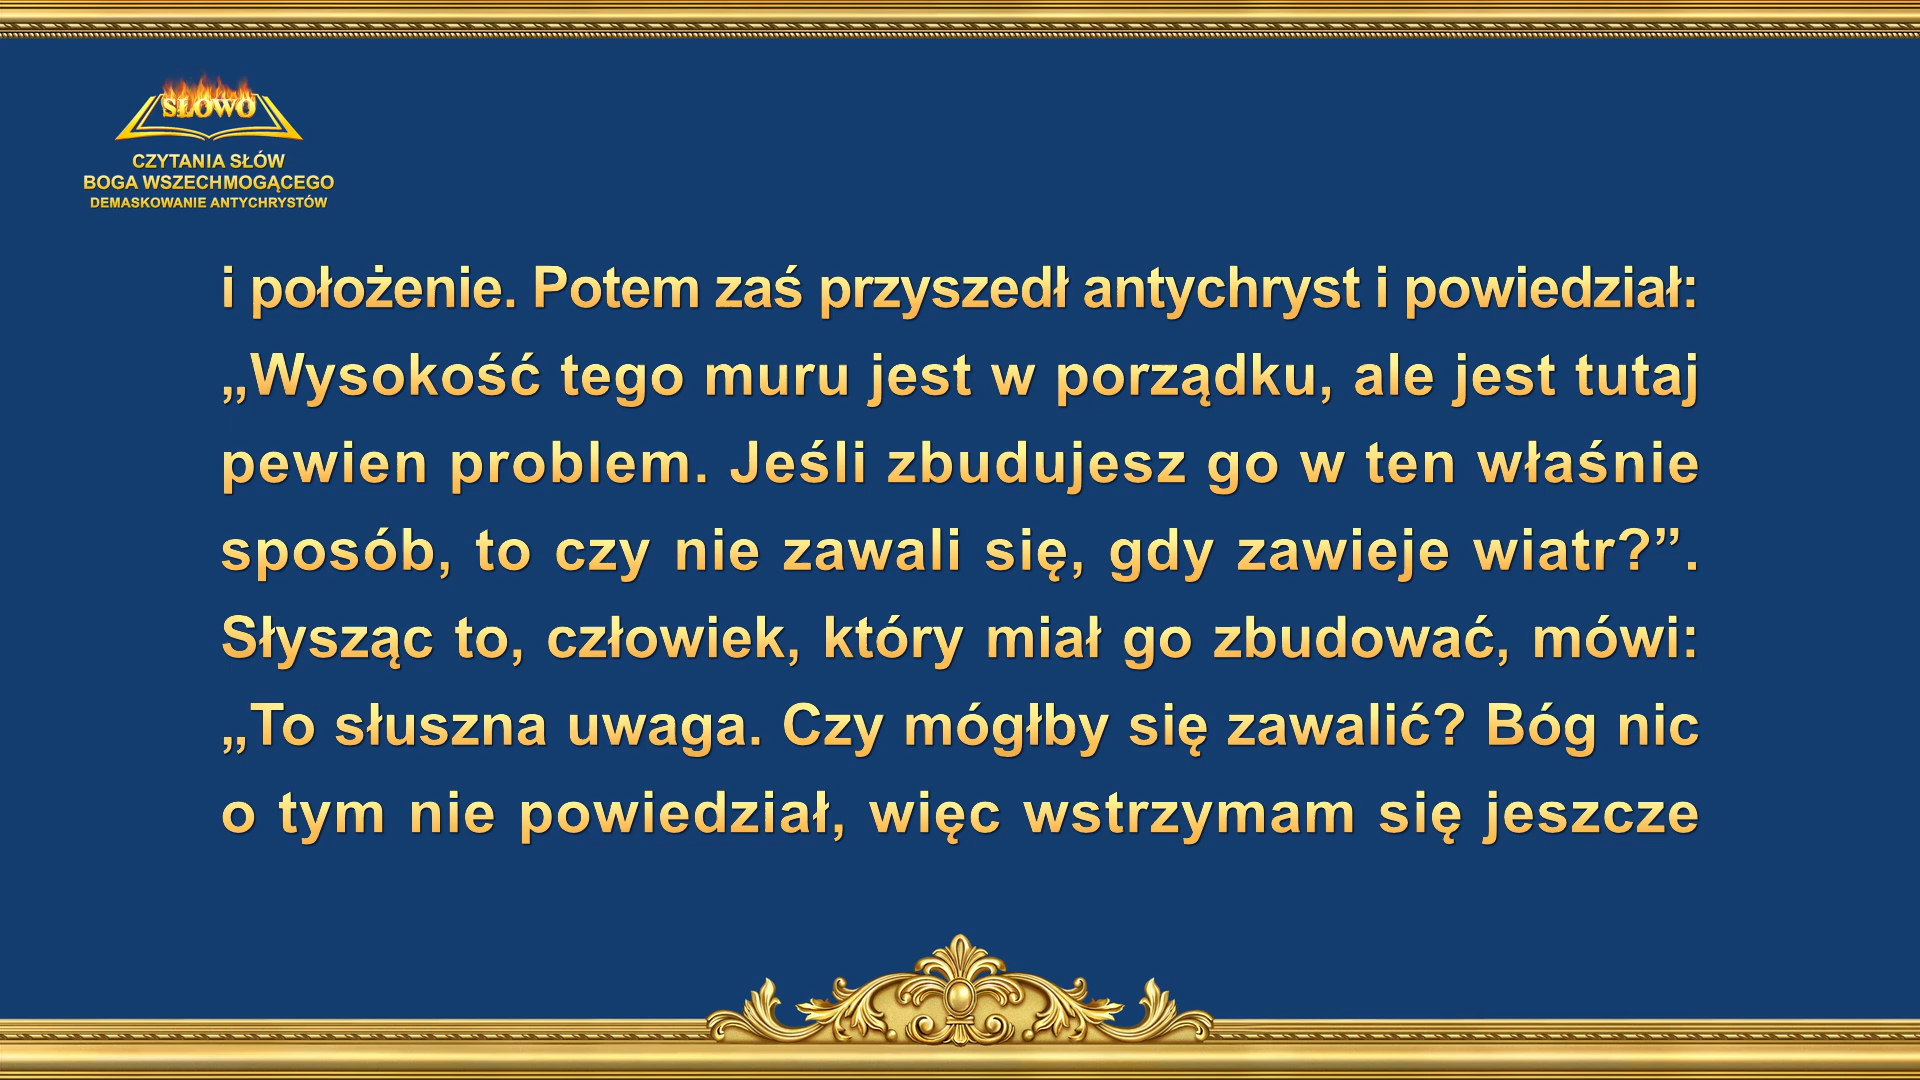 SŁOWO
CZYTANIA SŁÓW
BOGA WSZECHMOGĄCEGO
DEMASKOWANIE ANTYCHRYSTÓW
i położenie. Potem zaś przyszedł antychryst i powiedział:
„Wysokość tego muru jest w porządku, ale jest tutaj
pewien problem. Jeśli zbudujesz go w ten właśnie
sposób, to czy nie zawali się, gdy zawieje wiatr?”.
Słysząc to, człowiek, który miał go zbudować, mówi:
„To słuszna uwaga. Czy mógłby się zawalić? Bóg nic
o tym nie powiedział, więc wstrzymam się jeszcze